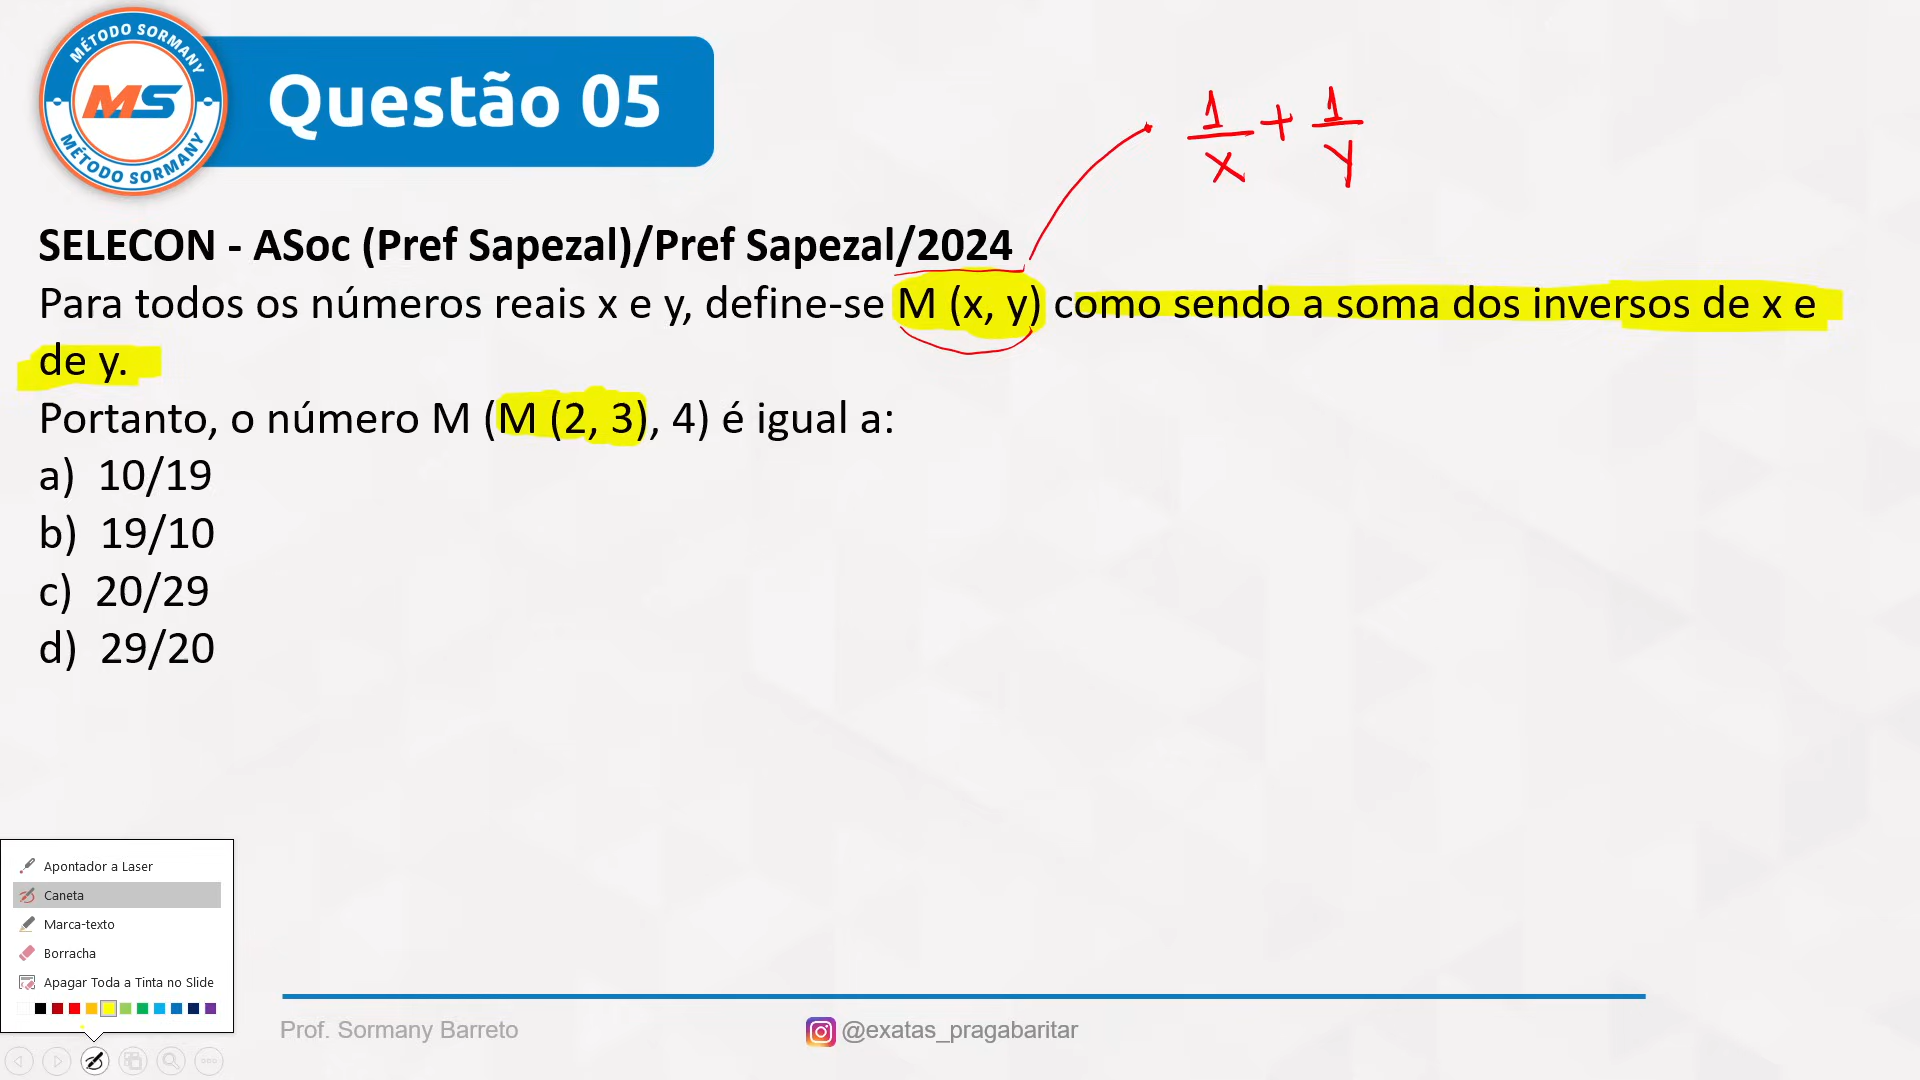 MÉTODO SORMANY
MS
MÉTODO SORMANY
Questão 05
1/x + 1/y
SELECON - ASoc (Pref Sapezal)/Pref Sapezal/2024
Para todos os números reais x e y, define-se M (x, y) como sendo a soma dos inversos de x e
de y.
Portanto, o número M (M (2, 3), 4) é igual a:
a) 10/19
b) 19/10
c) 20/29
d) 29/20
Apontador a Laser
Caneta
Marca-texto
Borracha
Apagar Toda a Tinta no Slide
Prof. Sormany Barreto
@exatas_pragabaritar